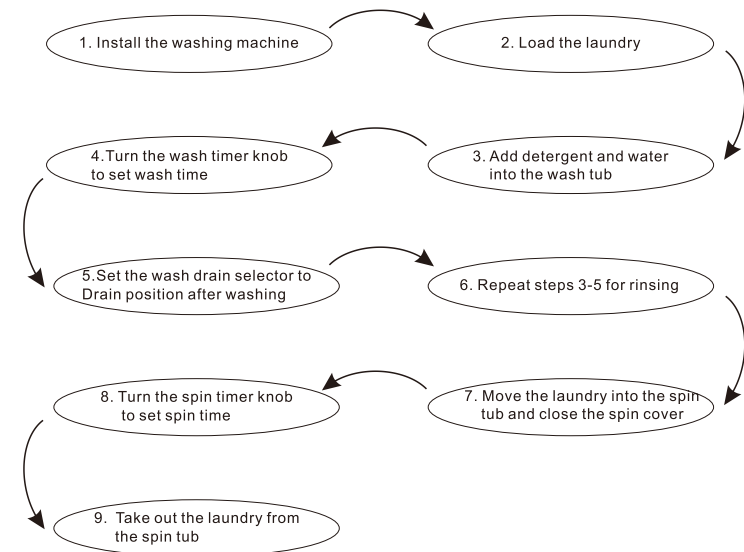 1. Install the washing machine
2. Load the laundry
3. Add detergent and water
into the wash tub
4.Turn the wash timer knob
to set wash time
5.Set the wash drain selector to
Drain position after washing
6. Repeat steps 3-5 for rinsing
7. Move the laundry into the spin
tub and close the spin cover
8. Turn the spin timer knob
to set spin time
9. Take out the laundry from
the spin tub